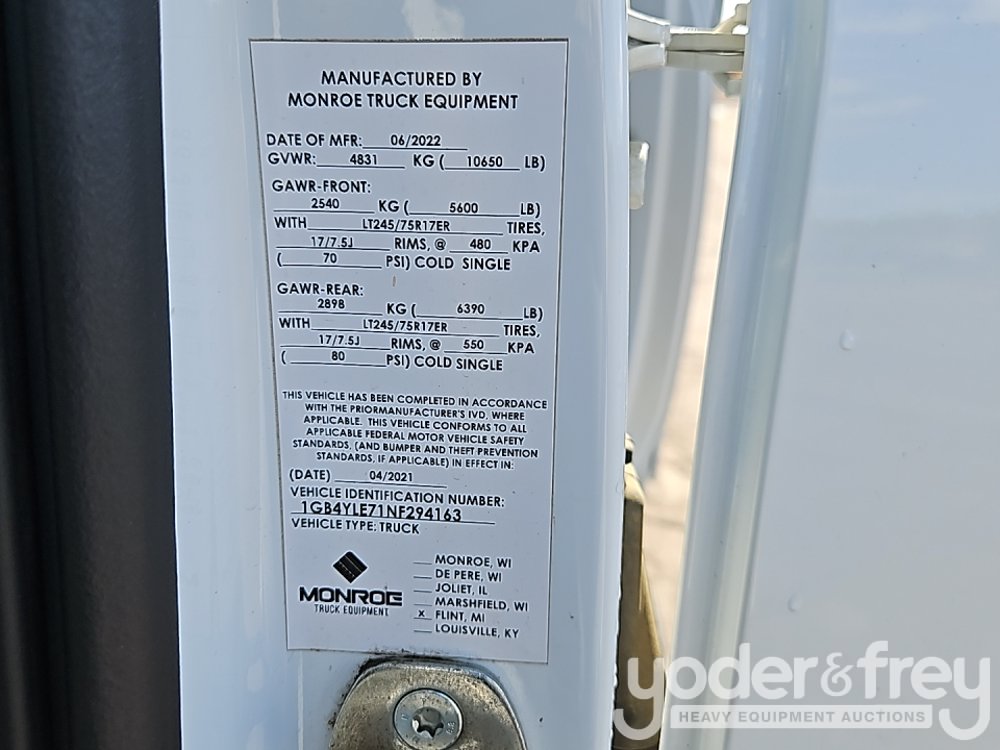 MANUFACTURED BY
MONROE TRUCK EQUIPMENT
DATE OF MFR: 06/2022
GVWR: 4831 KG ( 10650 LB)
GAWR-FRONT:
2540 KG ( 5600 LB)
WITH LT245/75R17ER TIRES,
17/7.5J RIMS, @ 480 KPA
( 70 PSI) COLD SINGLE
GAWR-REAR:
2898 KG ( 6390 LB)
WITH LT245/75R17ER TIRES,
17/7.5J RIMS, @ 550 KPA
( 80 PSI) COLD SINGLE
THIS VEHICLE HAS BEEN COMPLETED IN ACCORDANCE
WITH THE PRIORMANUFACTURER'S IVD, WHERE
APPLICABLE. THIS VEHICLE CONFORMS TO ALL
APPLICABLE FEDERAL MOTOR VEHICLE SAFETY
STANDARDS, (AND BUMPER AND THEFT PREVENTION
STANDARDS, IF APPLICABLE) IN EFFECT IN:
(DATE) 04/2021
VEHICLE IDENTIFICATION NUMBER:
1GB4YLE71NF294163
VEHICLE TYPE: TRUCK
MONROE
TRUCK EQUIPMENT
MONROE, WI
DE PERE, WI
JOLIET, IL
MARSHFIELD, WI
X FLINT, MI
LOUISVILLE, KY
yoder&frey
HEAVY EQUIPMENT AUCTIONS